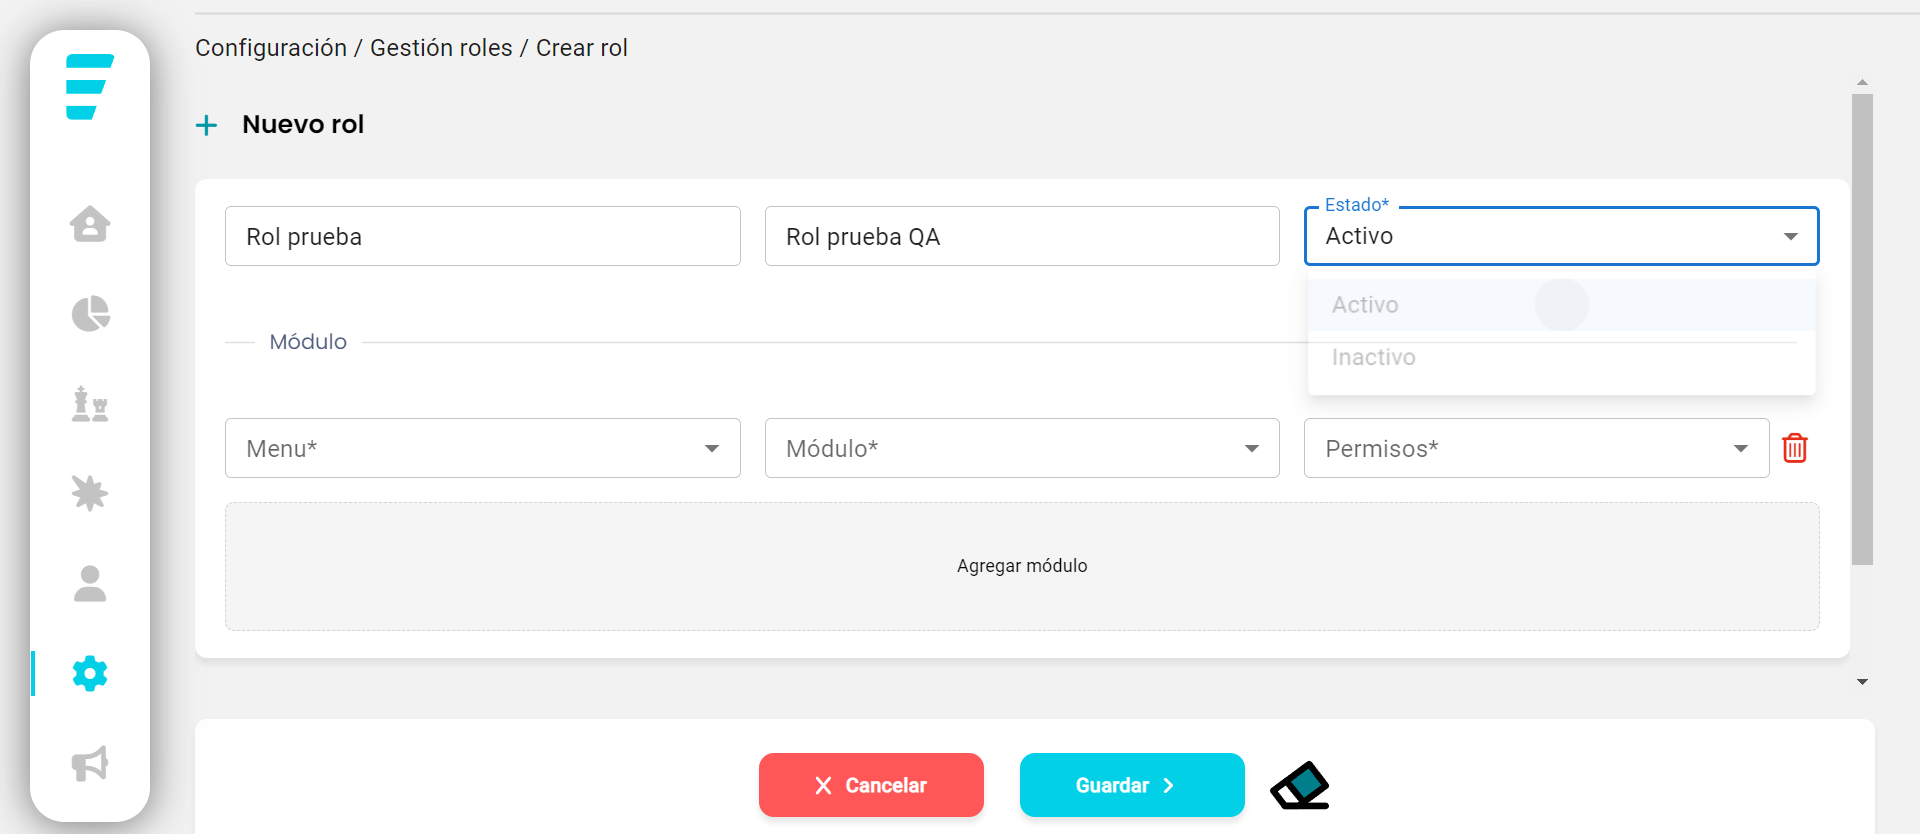 Configuración / Gestión roles / Crear rol
Nuevo rol
Rol prueba
Rol prueba QA
Estado*
Activo
Activo
Inactivo
Módulo
Menu*
Módulo*
Permisos*
Agregar módulo
Cancelar
Guardar